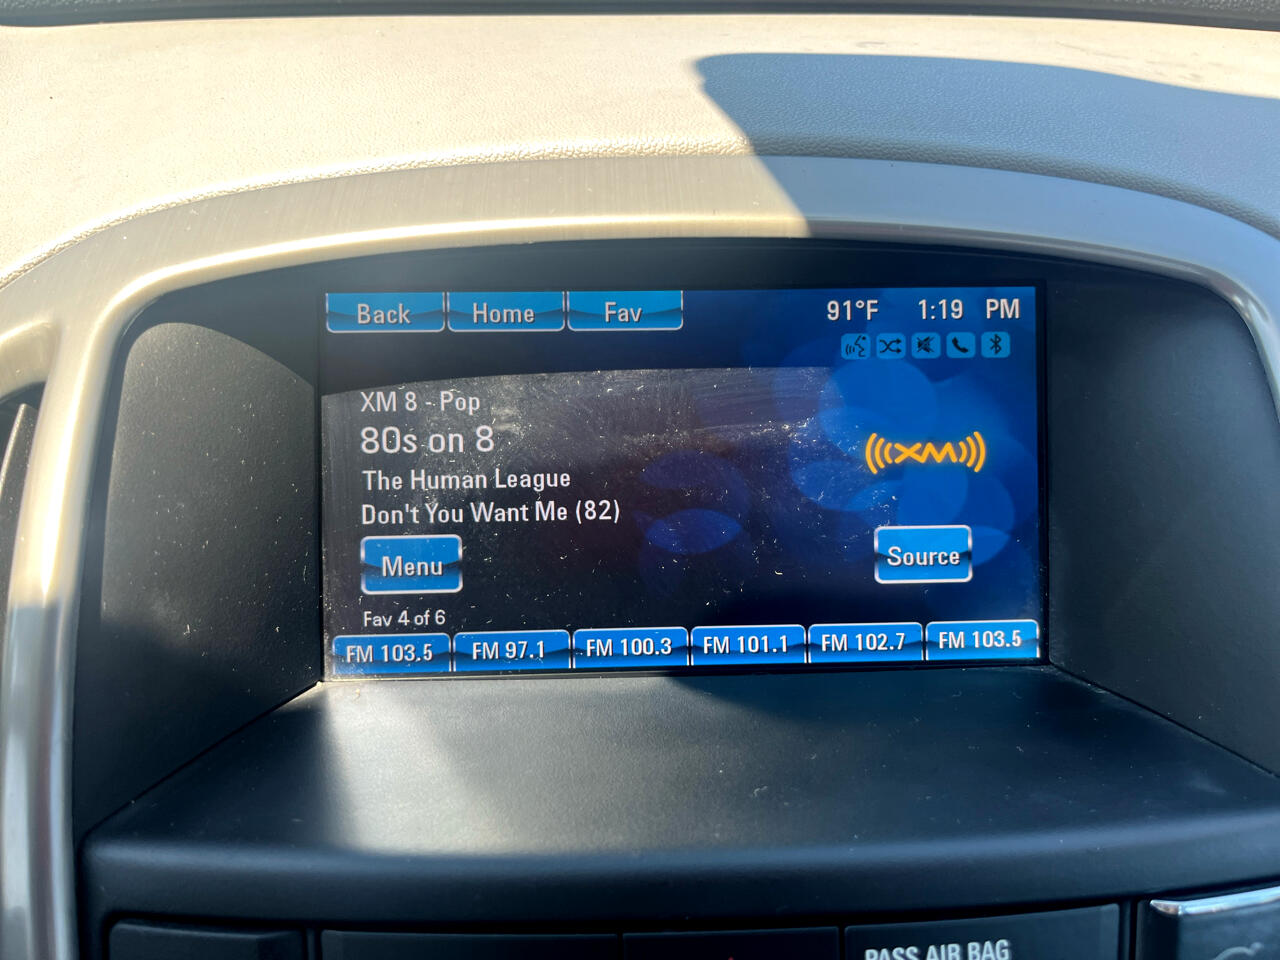 Back Home Fav 91°F 1:19 PM
XM 8 - Pop
80s on 8
((XM))
The Human League
Don't You Want Me (82)
Menu
Source
Fav 4 of 6
FM 103.5 FM 97.1 FM 100.3 FM 101.1 FM 102.7 FM 103.5
PASS AIR BAG